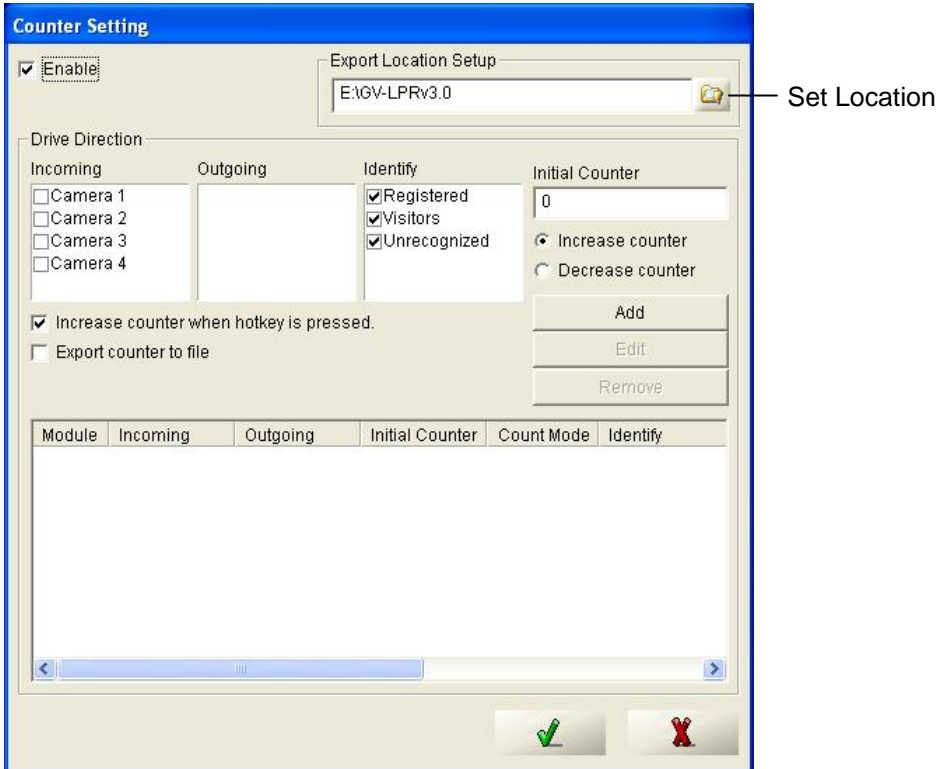 Counter Setting
Enable
Export Location Setup
E:\GV-LPRv3.0
Set Location
Drive Direction
Incoming
Outgoing
Identify
Initial Counter
Camera 1
Camera 2
Camera 3
Camera 4
Registered
Visitors
Unrecognized
0
Increase counter
Decrease counter
Increase counter when hotkey is pressed.
Export counter to file
Add
Edit
Remove
Module Incoming Outgoing Initial Counter Count Mode Identify